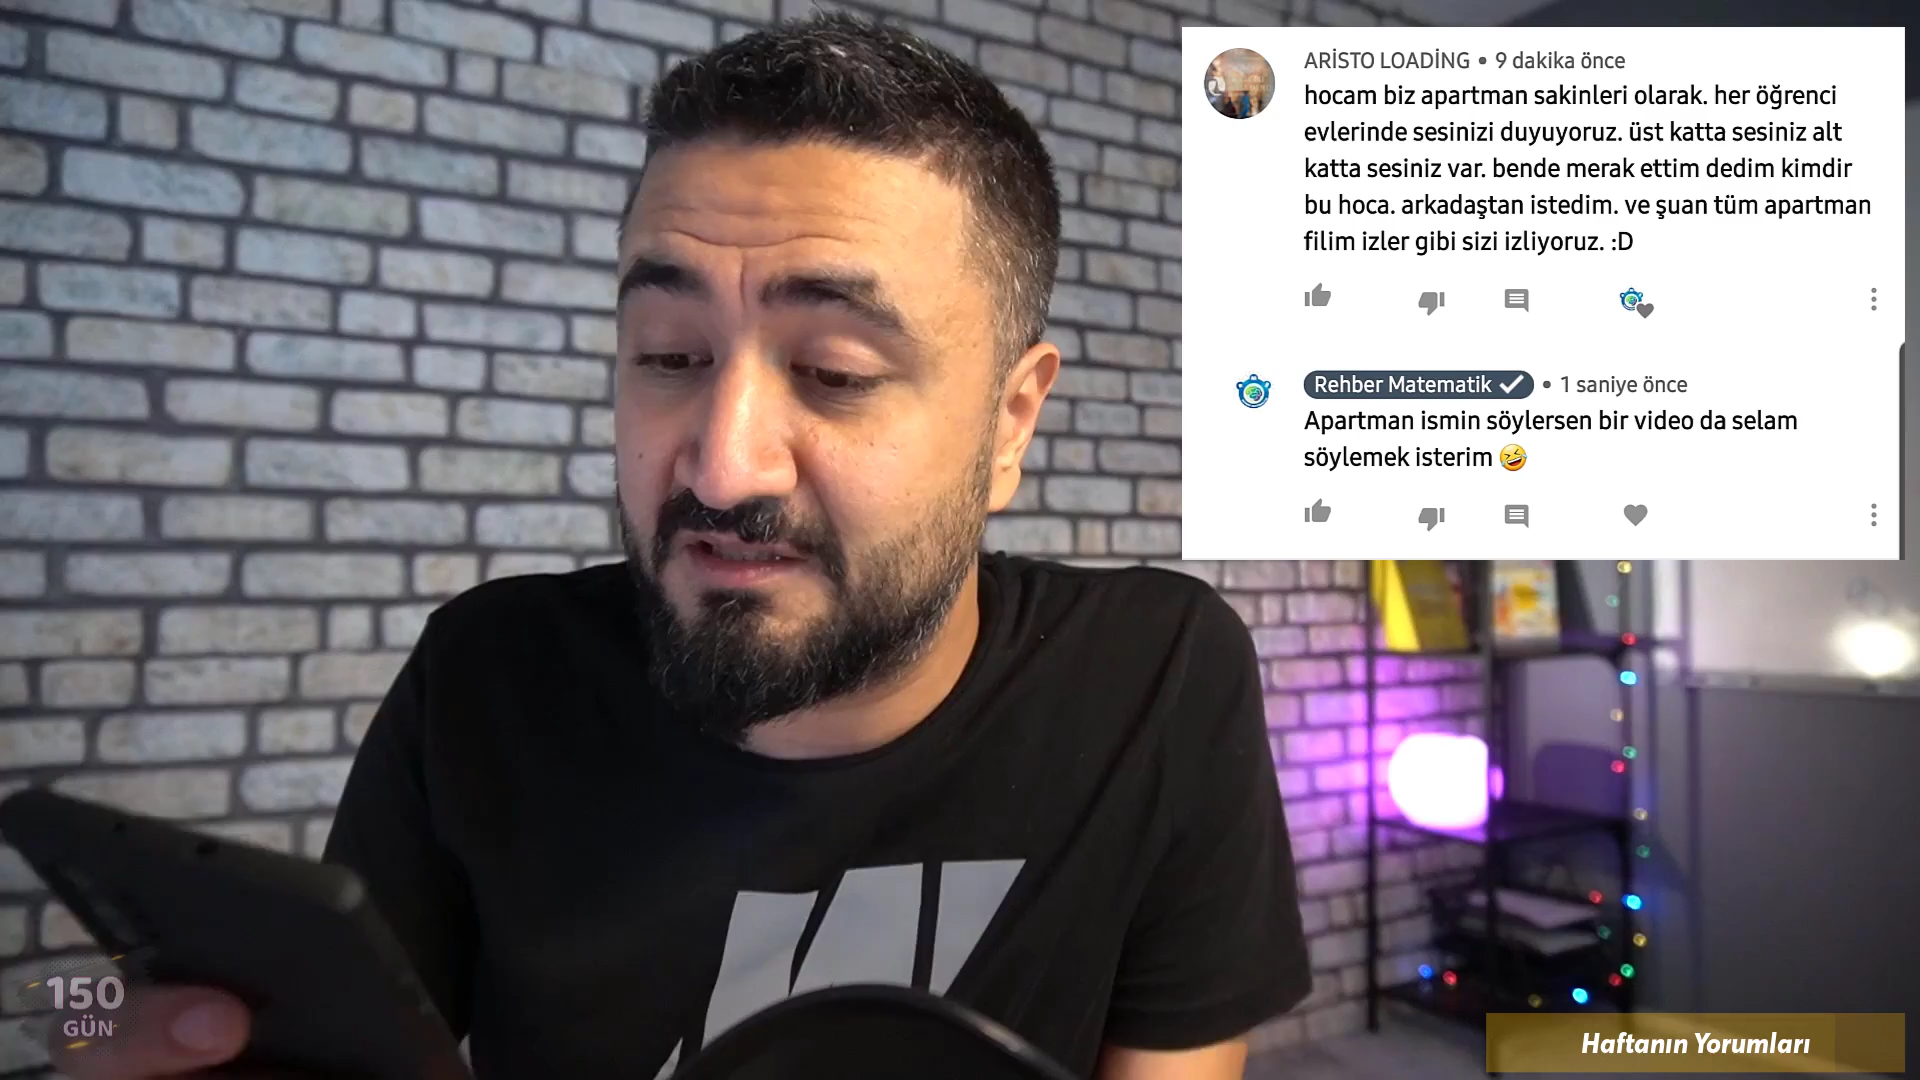 ARİSTO LOADİNG • 9 dakika önce
hocam biz apartman sakinleri olarak. her öğrenci
evlerinde sesinizi duyuyoruz. üst katta sesiniz alt
katta sesiniz var. bende merak ettim dedim kimdir
bu hoca. arkadaştan istedim. ve şuan tüm apartman
filim izler gibi sizi izliyoruz. :D
Rehber Matematik • 1 saniye önce
Apartman ismin söylersen bir video da selam
söylemek isterim 🤣
150
GÜN
Haftanın Yorumları